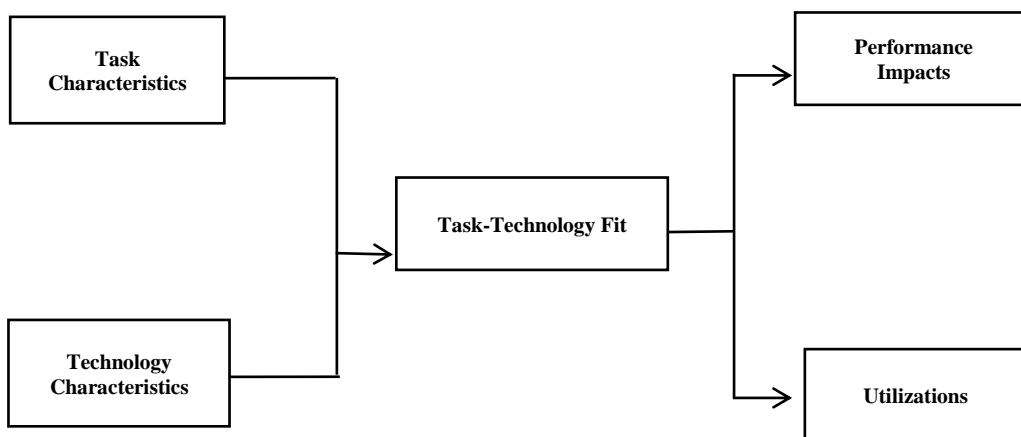 Task
Characteristics
Technology
Characteristics
Task-Technology Fit
Performance
Impacts
Utilizations